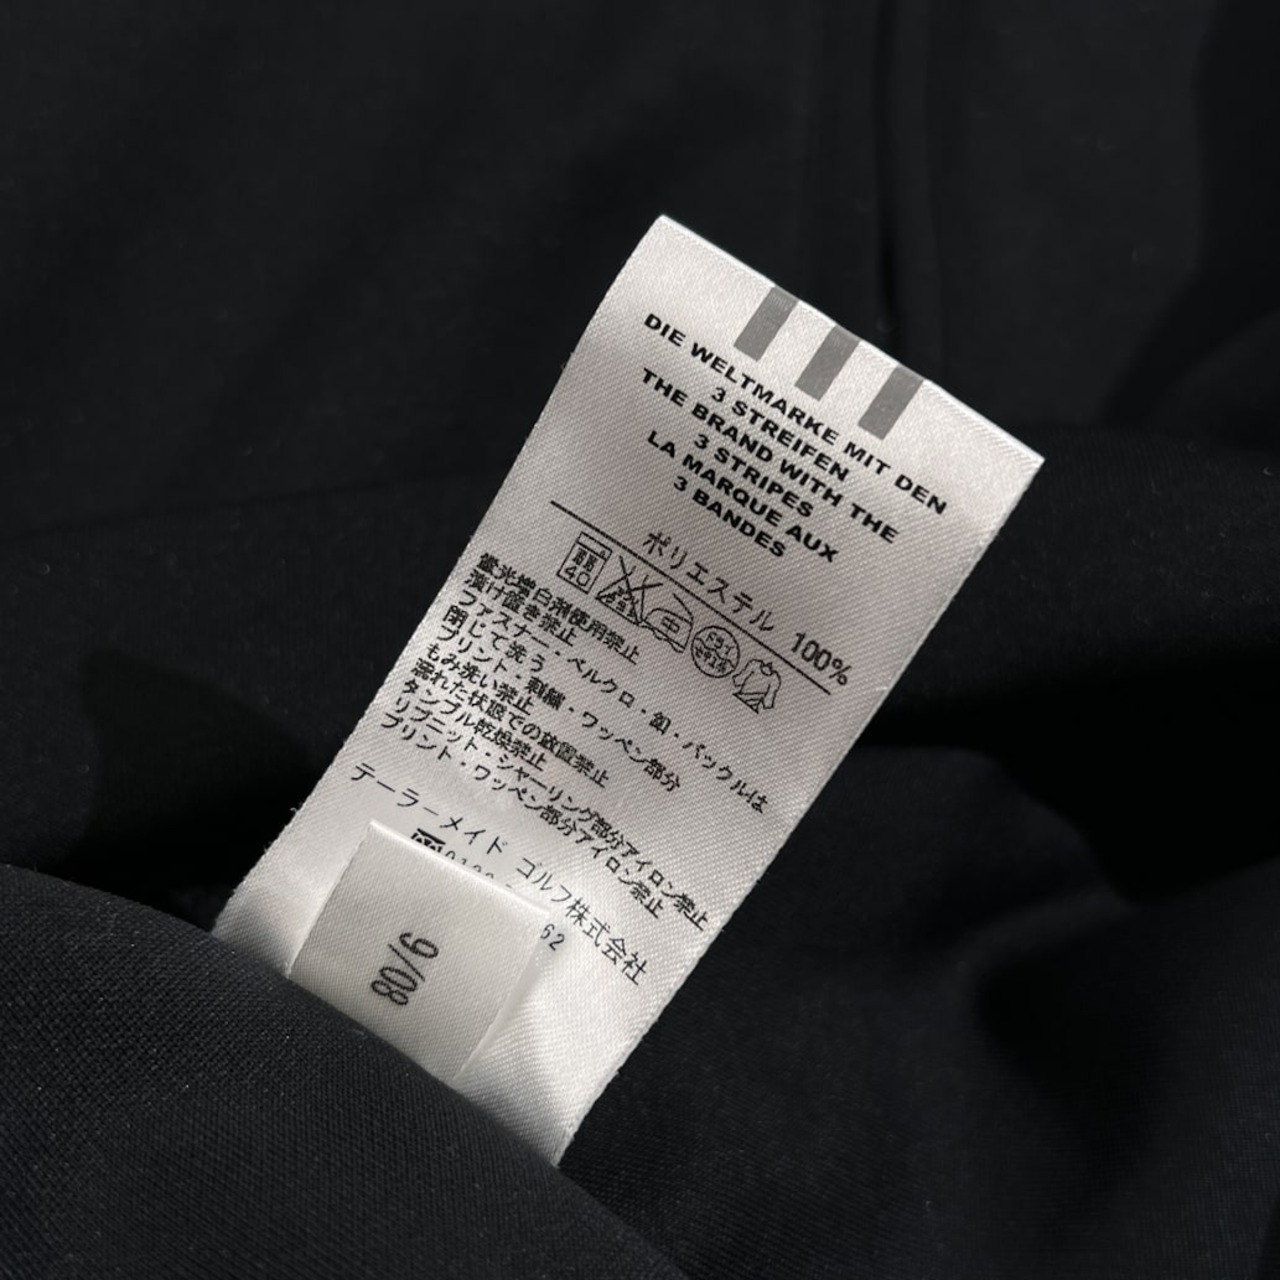 DIE WELTMARKE MIT DEN
3 STREIFEN
THE BRAND WITH THE
3 STRIPES
LA MARQUE AUX
3 BANDES
ポリエステル 100%
40
中
蛍光増白剤使用禁止
漬け置き禁止
ファスナー・ベルクロ・釦・バックルは
閉じて洗う
プリント・刺繍・ワッペン部分
もみ洗い禁止
濡れた状態での放置禁止
タンブル乾燥禁止
リブニット・シャーリング部分アイロン禁止
プリント・ワッペン部分アイロン禁止
テーラーメイド ゴルフ株式会社
62
80/6